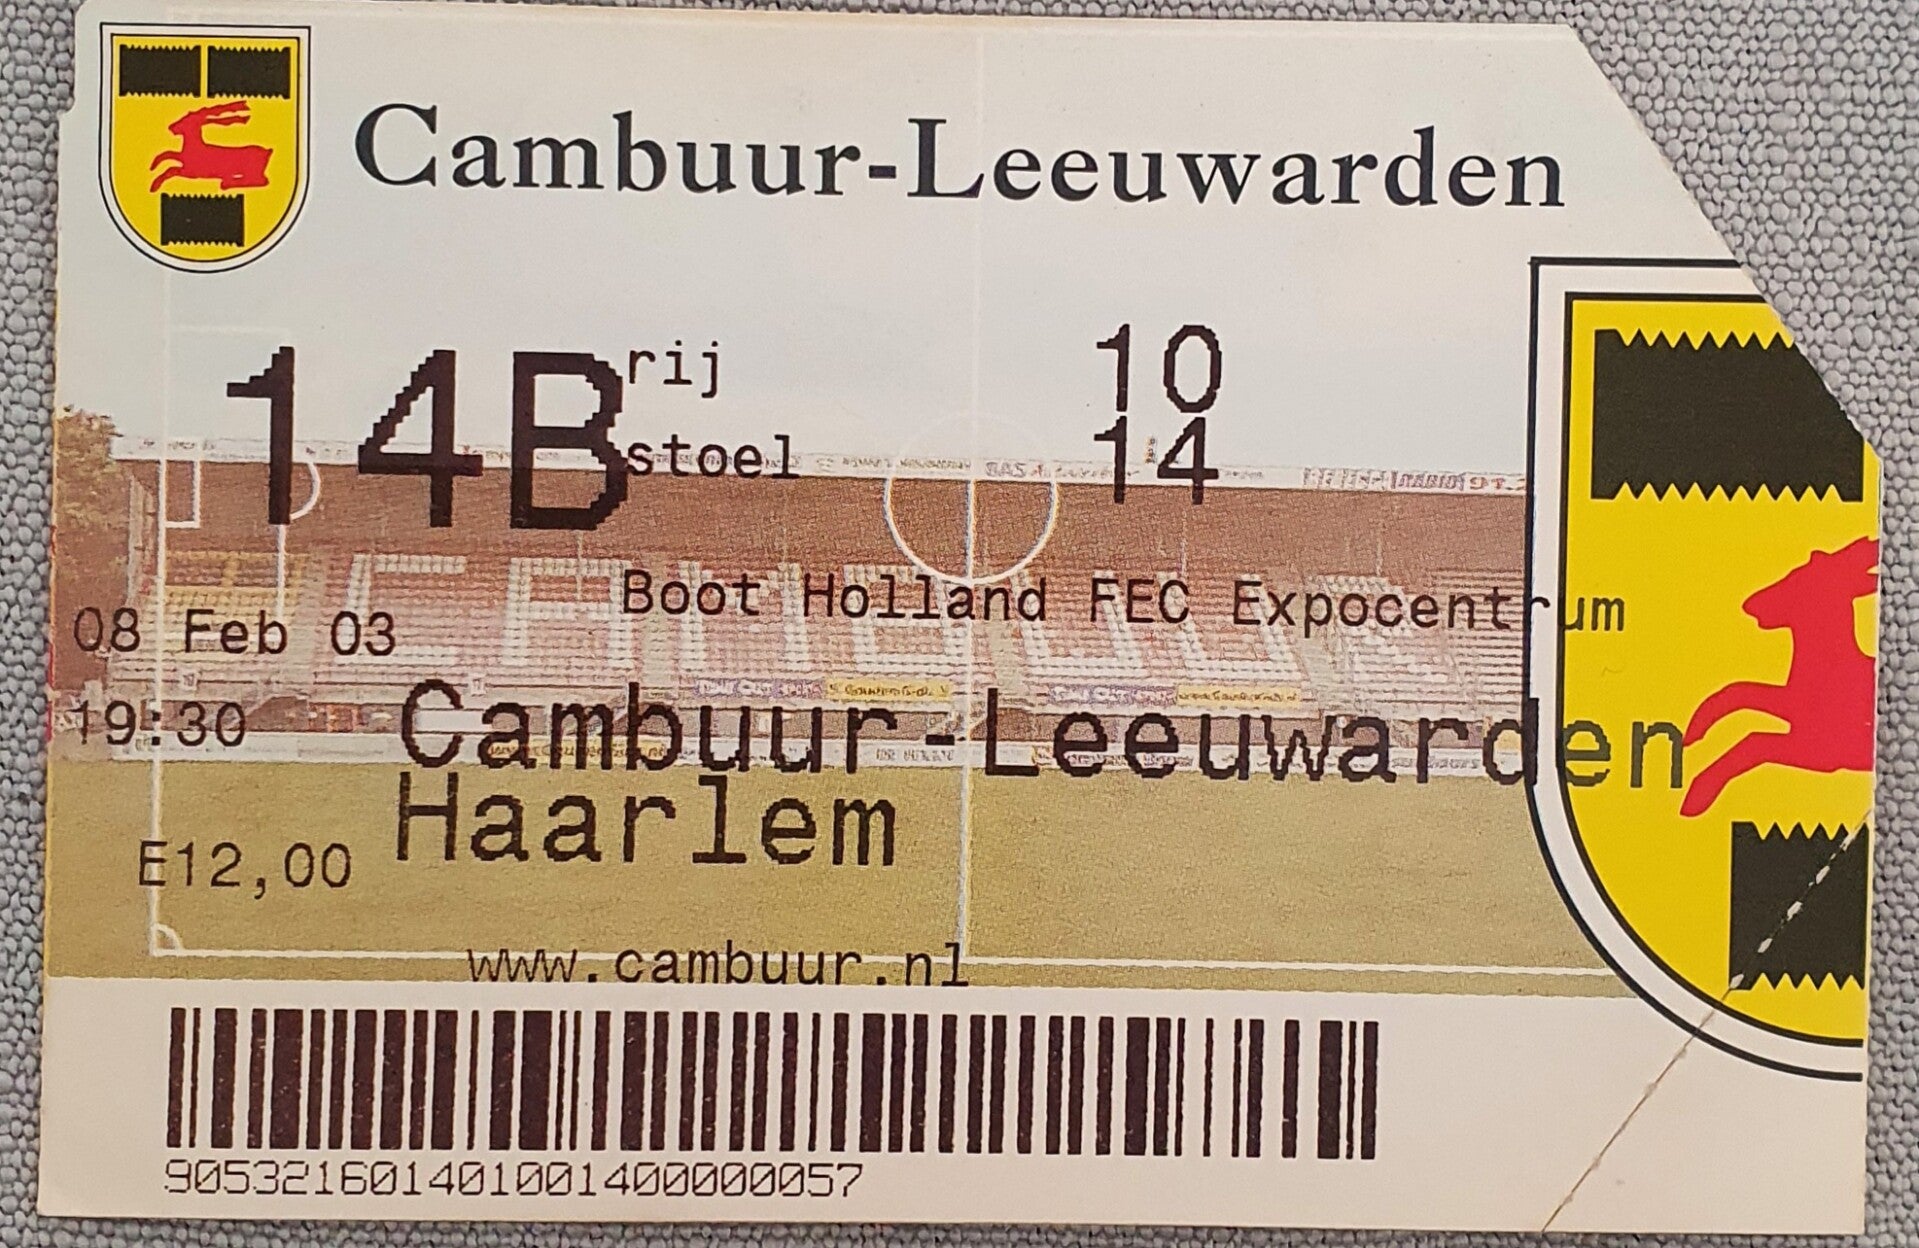 Cambuur-Leeuwarden
14B rij 10
stoel 14
Boot Holland FEC Expocentrum
08 Feb 03
19:30
Cambuur-Leeuwarden
Haarlem
E12,00
www.cambuur.nl
CAMBUUR
9053216014010014000000057